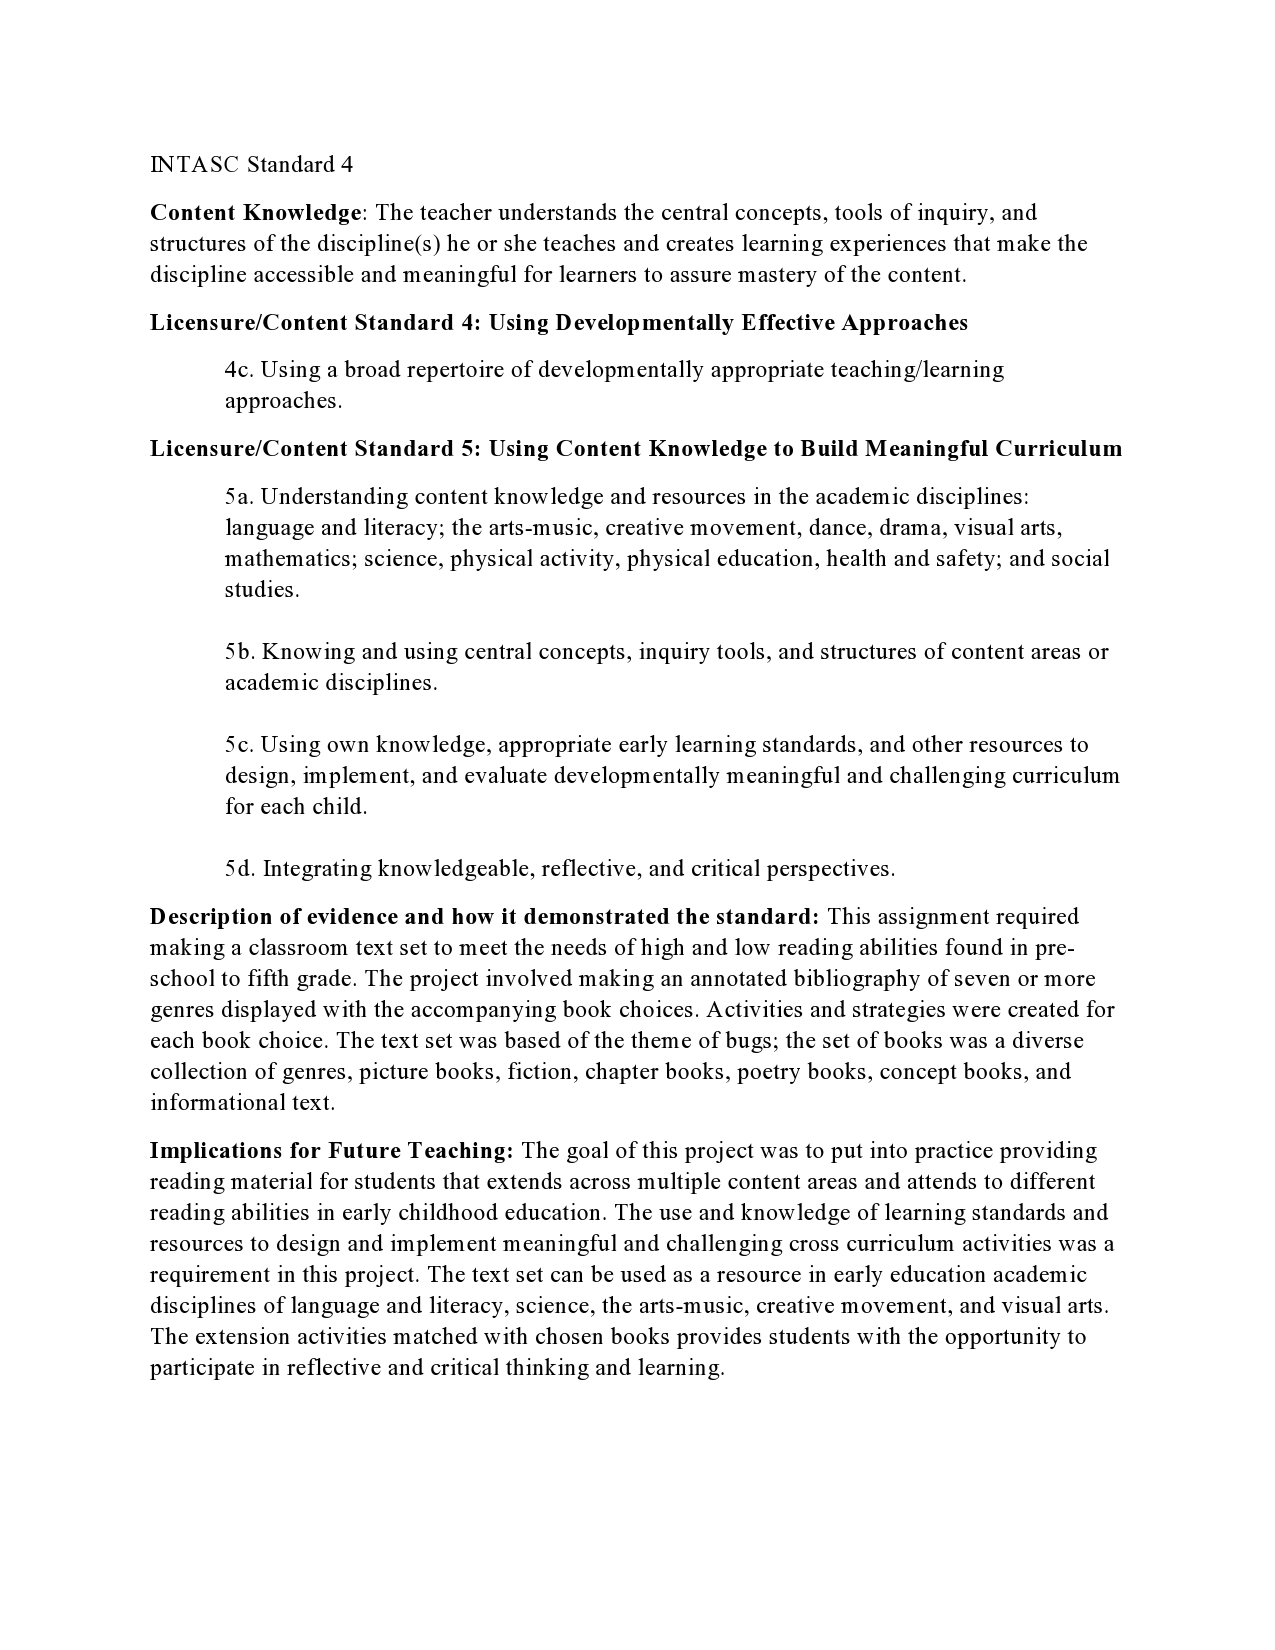 INTASC Standard 4
Content Knowledge: The teacher understands the central concepts, tools of inquiry, and
structures of the discipline(s) he or she teaches and creates learning experiences that make the
discipline accessible and meaningful for learners to assure mastery of the content.
Licensure/Content Standard 4: Using Developmentally Effective Approaches
4c. Using a broad repertoire of developmentally appropriate teaching/learning
approaches.
Licensure/Content Standard 5: Using Content Knowledge to Build Meaningful Curriculum
5a. Understanding content knowledge and resources in the academic disciplines:
language and literacy; the arts-music, creative movement, dance, drama, visual arts,
mathematics; science, physical activity, physical education, health and safety; and social
studies.
5b. Knowing and using central concepts, inquiry tools, and structures of content areas or
academic disciplines.
5c. Using own knowledge, appropriate early learning standards, and other resources to
design, implement, and evaluate developmentally meaningful and challenging curriculum
for each child.
5d. Integrating knowledgeable, reflective, and critical perspectives.
Description of evidence and how it demonstrated the standard: This assignment required
making a classroom text set to meet the needs of high and low reading abilities found in pre-
school to fifth grade. The project involved making an annotated bibliography of seven or more
genres displayed with the accompanying book choices. Activities and strategies were created for
each book choice. The text set was based of the theme of bugs; the set of books was a diverse
collection of genres, picture books, fiction, chapter books, poetry books, concept books, and
informational text.
Implications for Future Teaching: The goal of this project was to put into practice providing
reading material for students that extends across multiple content areas and attends to different
reading abilities in early childhood education. The use and knowledge of learning standards and
resources to design and implement meaningful and challenging cross curriculum activities was a
requirement in this project. The text set can be used as a resource in early education academic
disciplines of language and literacy, science, the arts-music, creative movement, and visual arts.
The extension activities matched with chosen books provides students with the opportunity to
participate in reflective and critical thinking and learning.